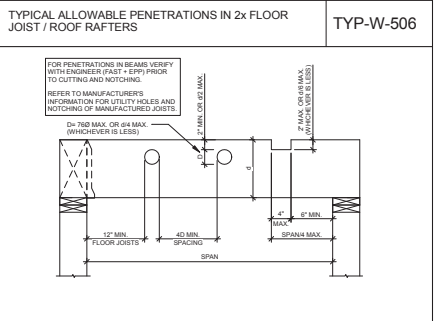 TYPICAL ALLOWABLE PENETRATIONS IN 2x FLOOR
JOIST / ROOF RAFTERS
TYP-W-506
FOR PENETRATIONS IN BEAMS VERIFY
WITH ENGINEER (FAST + EPP) PRIOR
TO CUTTING AND NOTCHING.
REFER TO MANUFACTURER'S
INFORMATION FOR UTILITY HOLES AND
NOTCHING OF MANUFACTURED JOISTS.
D= 76Ø MAX. OR d/4 MAX.
(WHICHEVER IS LESS)
2" MIN. OR d/2 MAX.
D
d
2" MAX. OR d/6 MAX.
(WHICHEVER IS LESS)
12" MIN.
FLOOR JOISTS
4D MIN.
SPACING
4"
MAX.
6" MIN.
SPAN/4 MAX.
SPAN